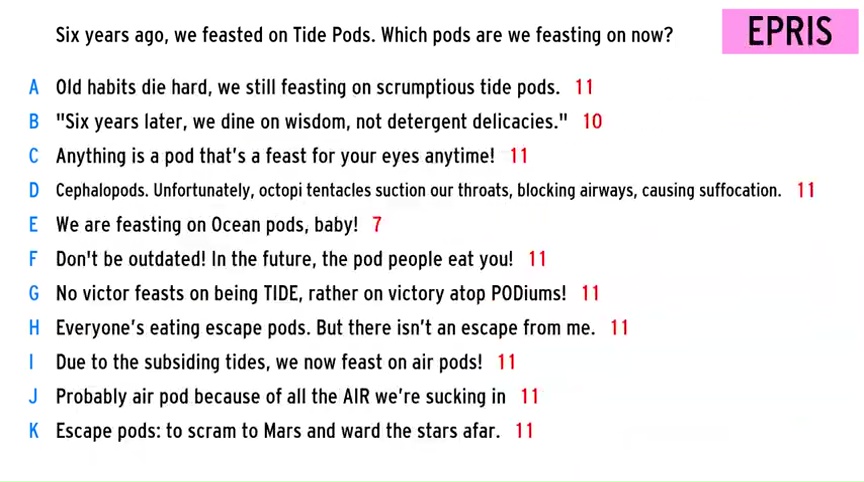 Six years ago, we feasted on Tide Pods. Which pods are we feasting on now?
EPRIS
A Old habits die hard, we still feasting on scrumptious tide pods. 11
B "Six years later, we dine on wisdom, not detergent delicacies." 10
C Anything is a pod that's a feast for your eyes anytime! 11
D Cephalopods. Unfortunately, octopi tentacles suction our throats, blocking airways, causing suffocation. 11
E We are feasting on Ocean pods, baby! 7
F Don't be outdated! In the future, the pod people eat you! 11
G No victor feasts on being TIDE, rather on victory atop PODiums! 11
H Everyone's eating escape pods. But there isn't an escape from me. 11
I Due to the subsiding tides, we now feast on air pods! 11
J Probably air pod because of all the AIR we're sucking in 11
K Escape pods: to scram to Mars and ward the stars afar. 11